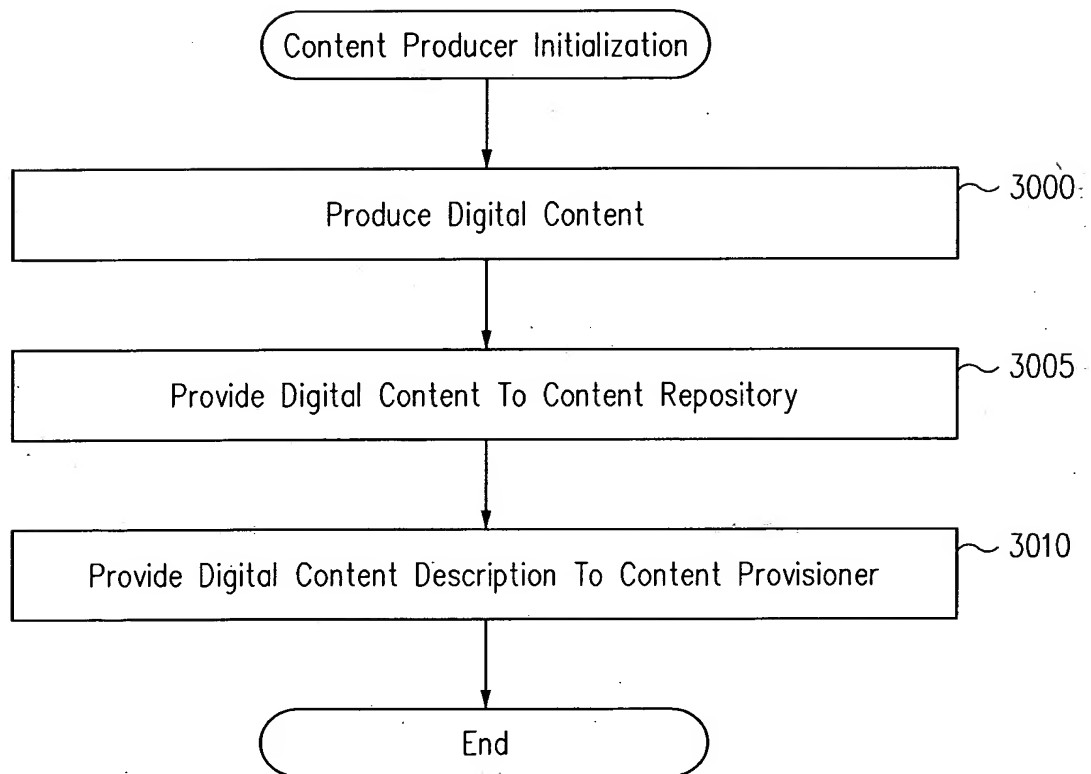 Content Producer Initialization
Produce Digital Content
3000
Provide Digital Content To Content Repository
3005
Provide Digital Content Description To Content Provisioner
3010
End